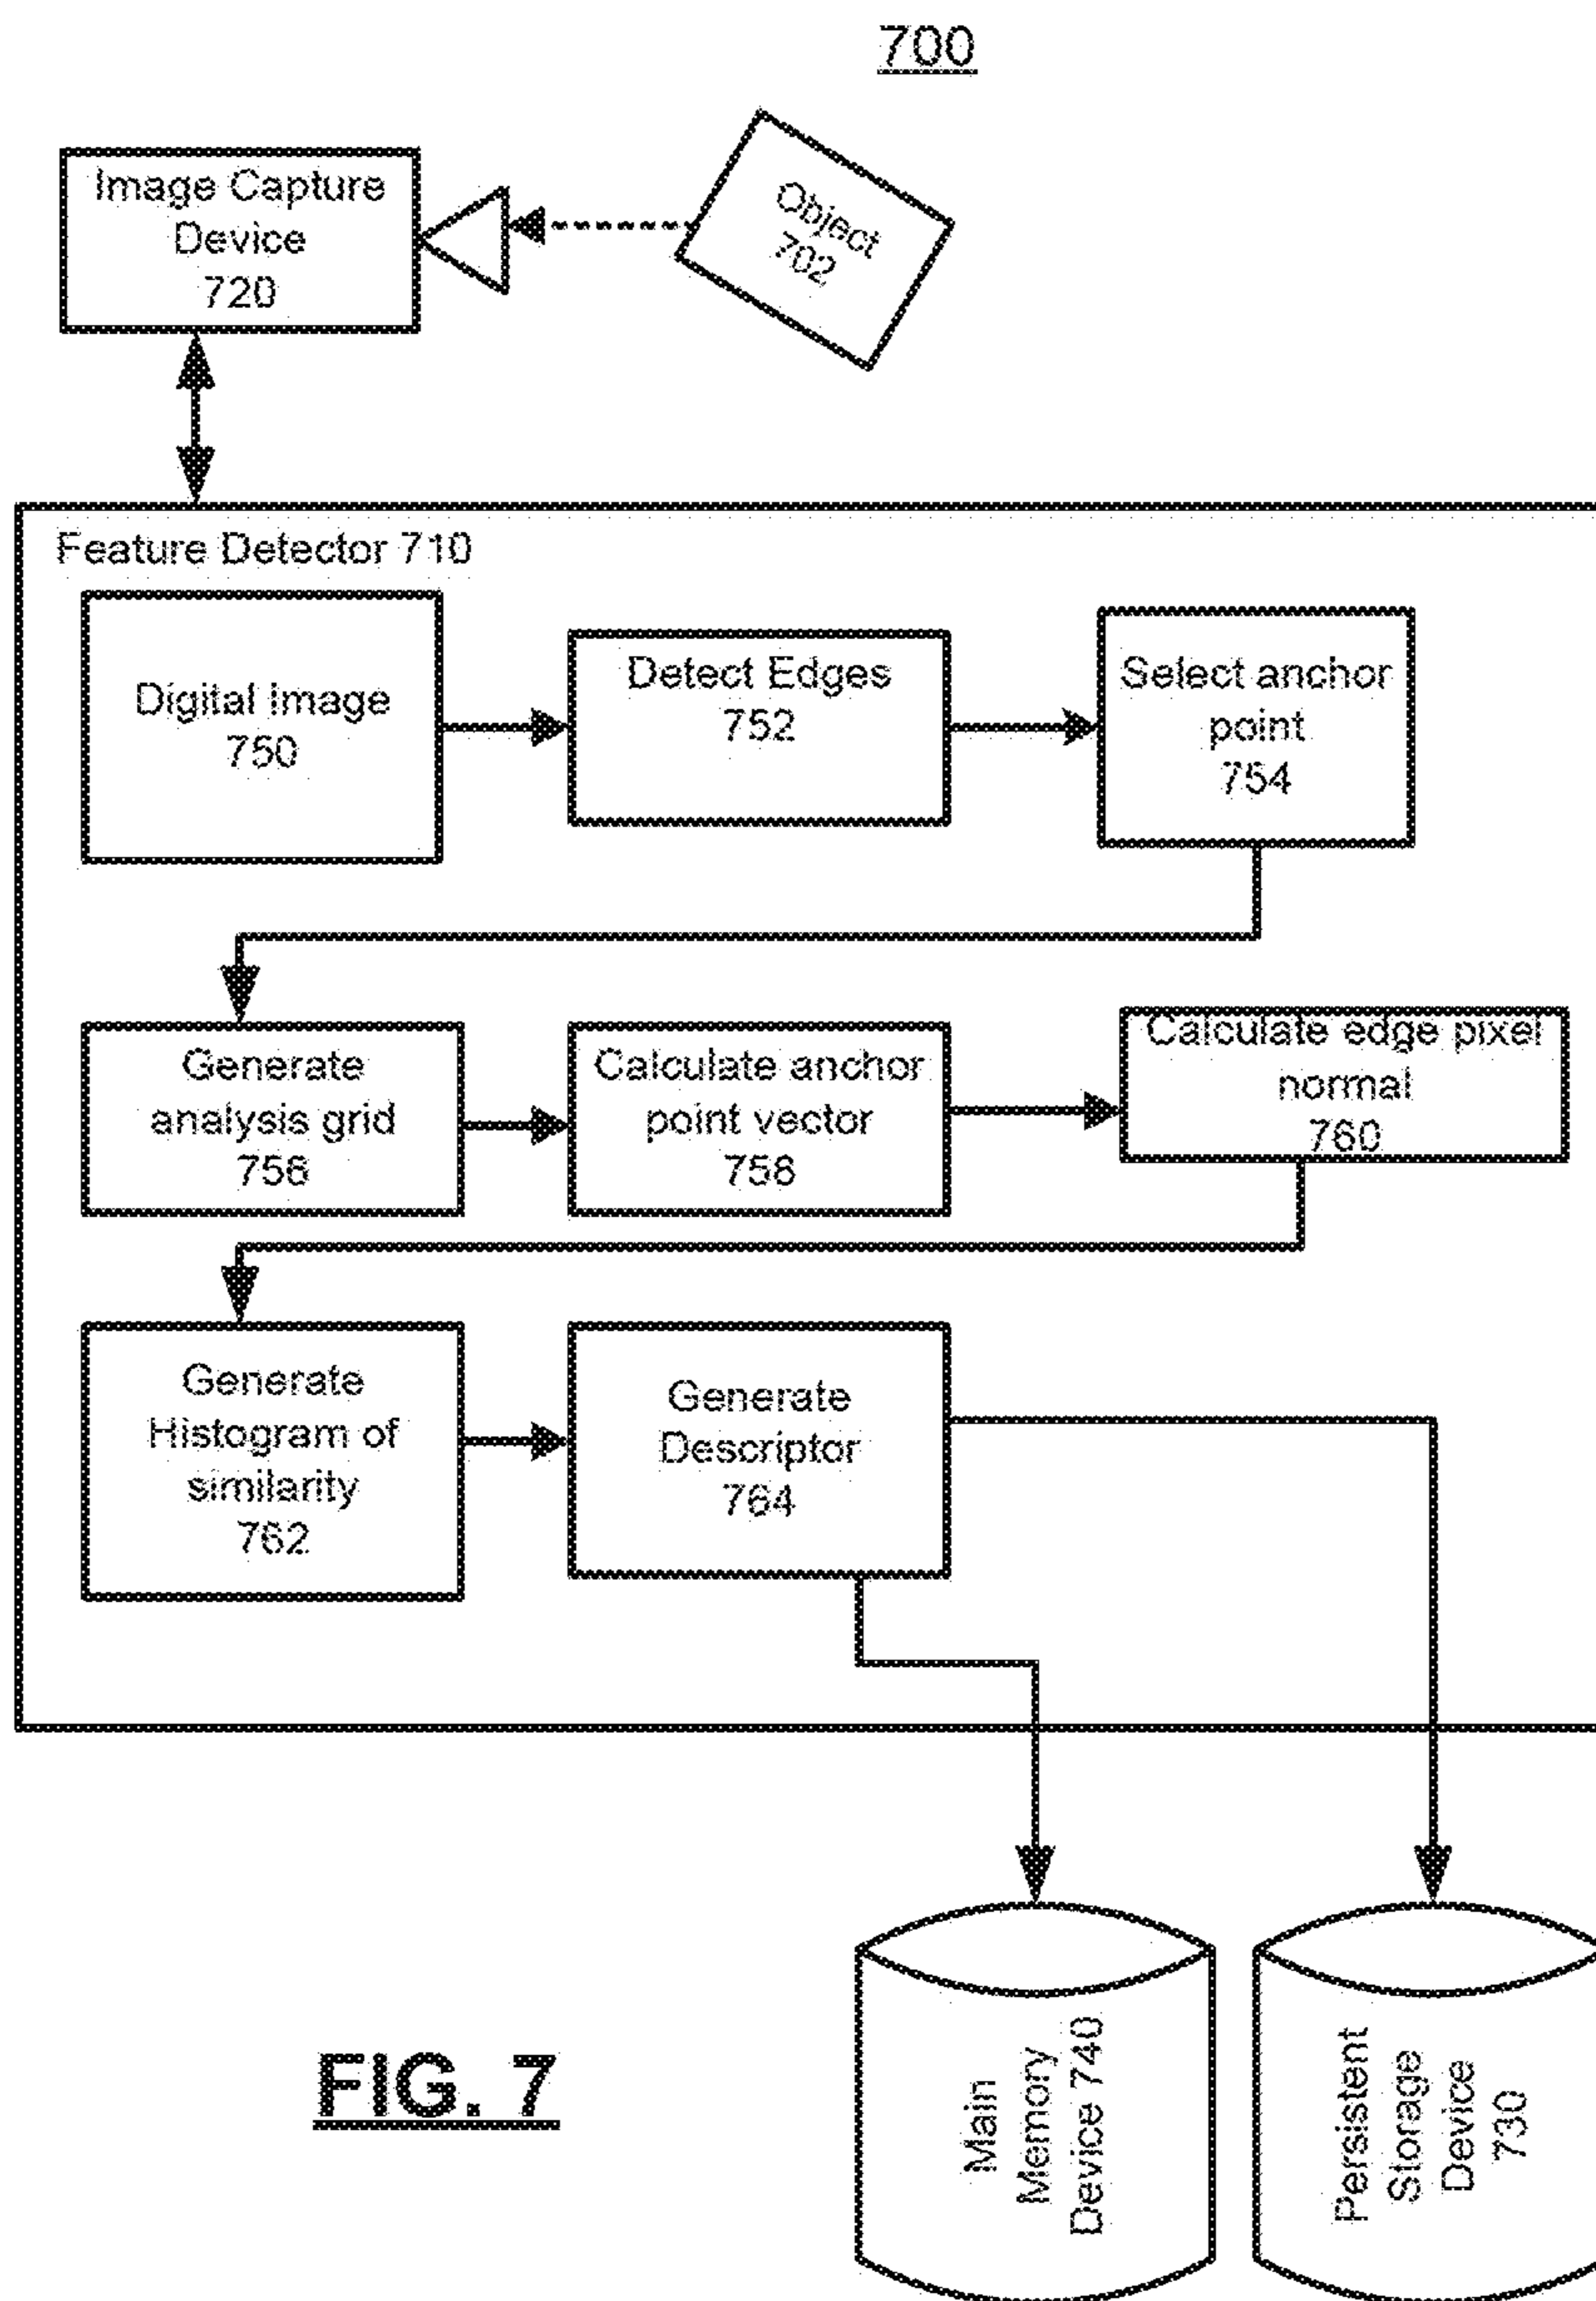 700
Image Capture
Device
720
Object
702
Feature Detector 710
Digital Image
750
Detect Edges
752
Select anchor
point
754
Generate
analysis grid
756
Calculate anchor
point vector
758
Calculate edge pixel
normal
760
Generate
Histogram of
similarity
762
Generate
Descriptor
764
Main
Memory
Device 740
Persistent
Storage
Device
730
FIG. 7